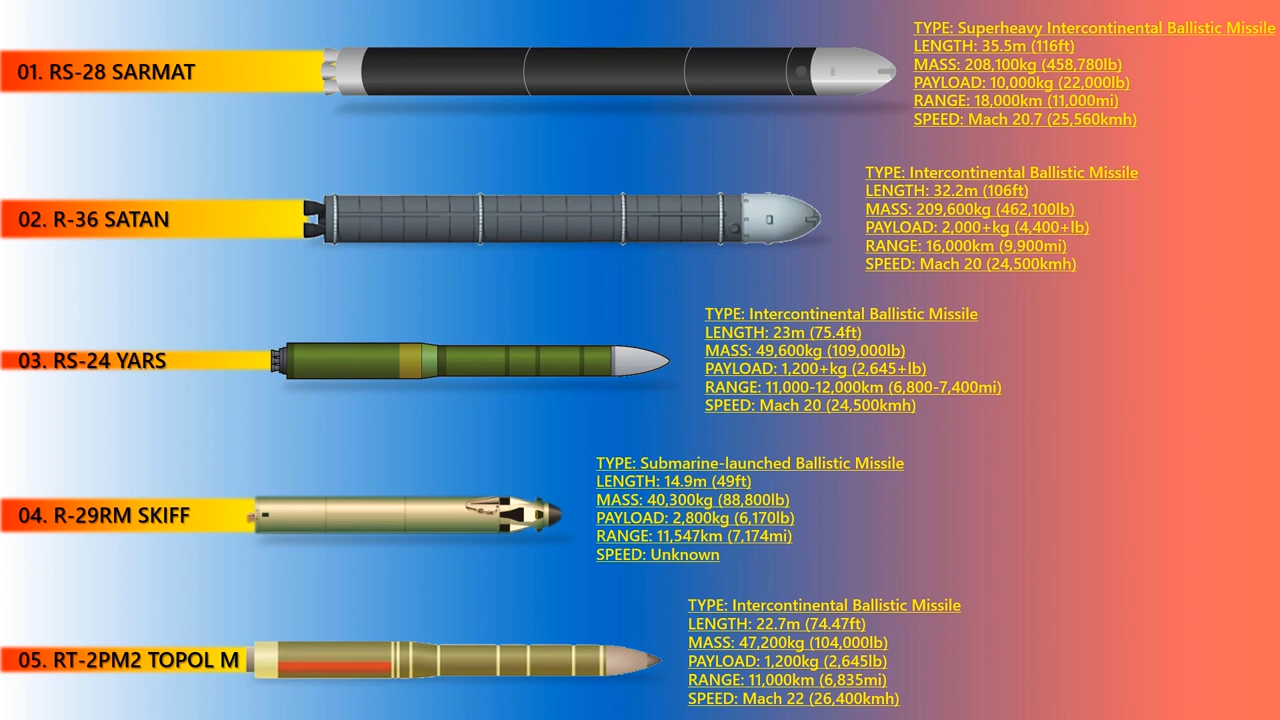 01. RS-28 SARMAT
TYPE: Superheavy Intercontinental Ballistic Missile
LENGTH: 35.5m (116ft)
MASS: 208,100kg (458,780lb)
PAYLOAD: 10,000kg (22,000lb)
RANGE: 18,000km (11,000mi)
SPEED: Mach 20.7 (25,560kmh)
02. R-36 SATAN
TYPE: Intercontinental Ballistic Missile
LENGTH: 32.2m (106ft)
MASS: 209,600kg (462,100lb)
PAYLOAD: 2,000+kg (4,400+lb)
RANGE: 16,000km (9,900mi)
SPEED: Mach 20 (24,500kmh)
03. RS-24 YARS
TYPE: Intercontinental Ballistic Missile
LENGTH: 23m (75.4ft)
MASS: 49,600kg (109,000lb)
PAYLOAD: 1,200+kg (2,645+lb)
RANGE: 11,000-12,000km (6,800-7,400mi)
SPEED: Mach 20 (24,500kmh)
04. R-29RM SKIFF
TYPE: Submarine-launched Ballistic Missile
LENGTH: 14.9m (49ft)
MASS: 40,300kg (88,800lb)
PAYLOAD: 2,800kg (6,170lb)
RANGE: 11,547km (7,174mi)
SPEED: Unknown
05. RT-2PM2 TOPOL M
TYPE: Intercontinental Ballistic Missile
LENGTH: 22.7m (74.47ft)
MASS: 47,200kg (104,000lb)
PAYLOAD: 1,200kg (2,645lb)
RANGE: 11,000km (6,835mi)
SPEED: Mach 22 (26,400kmh)